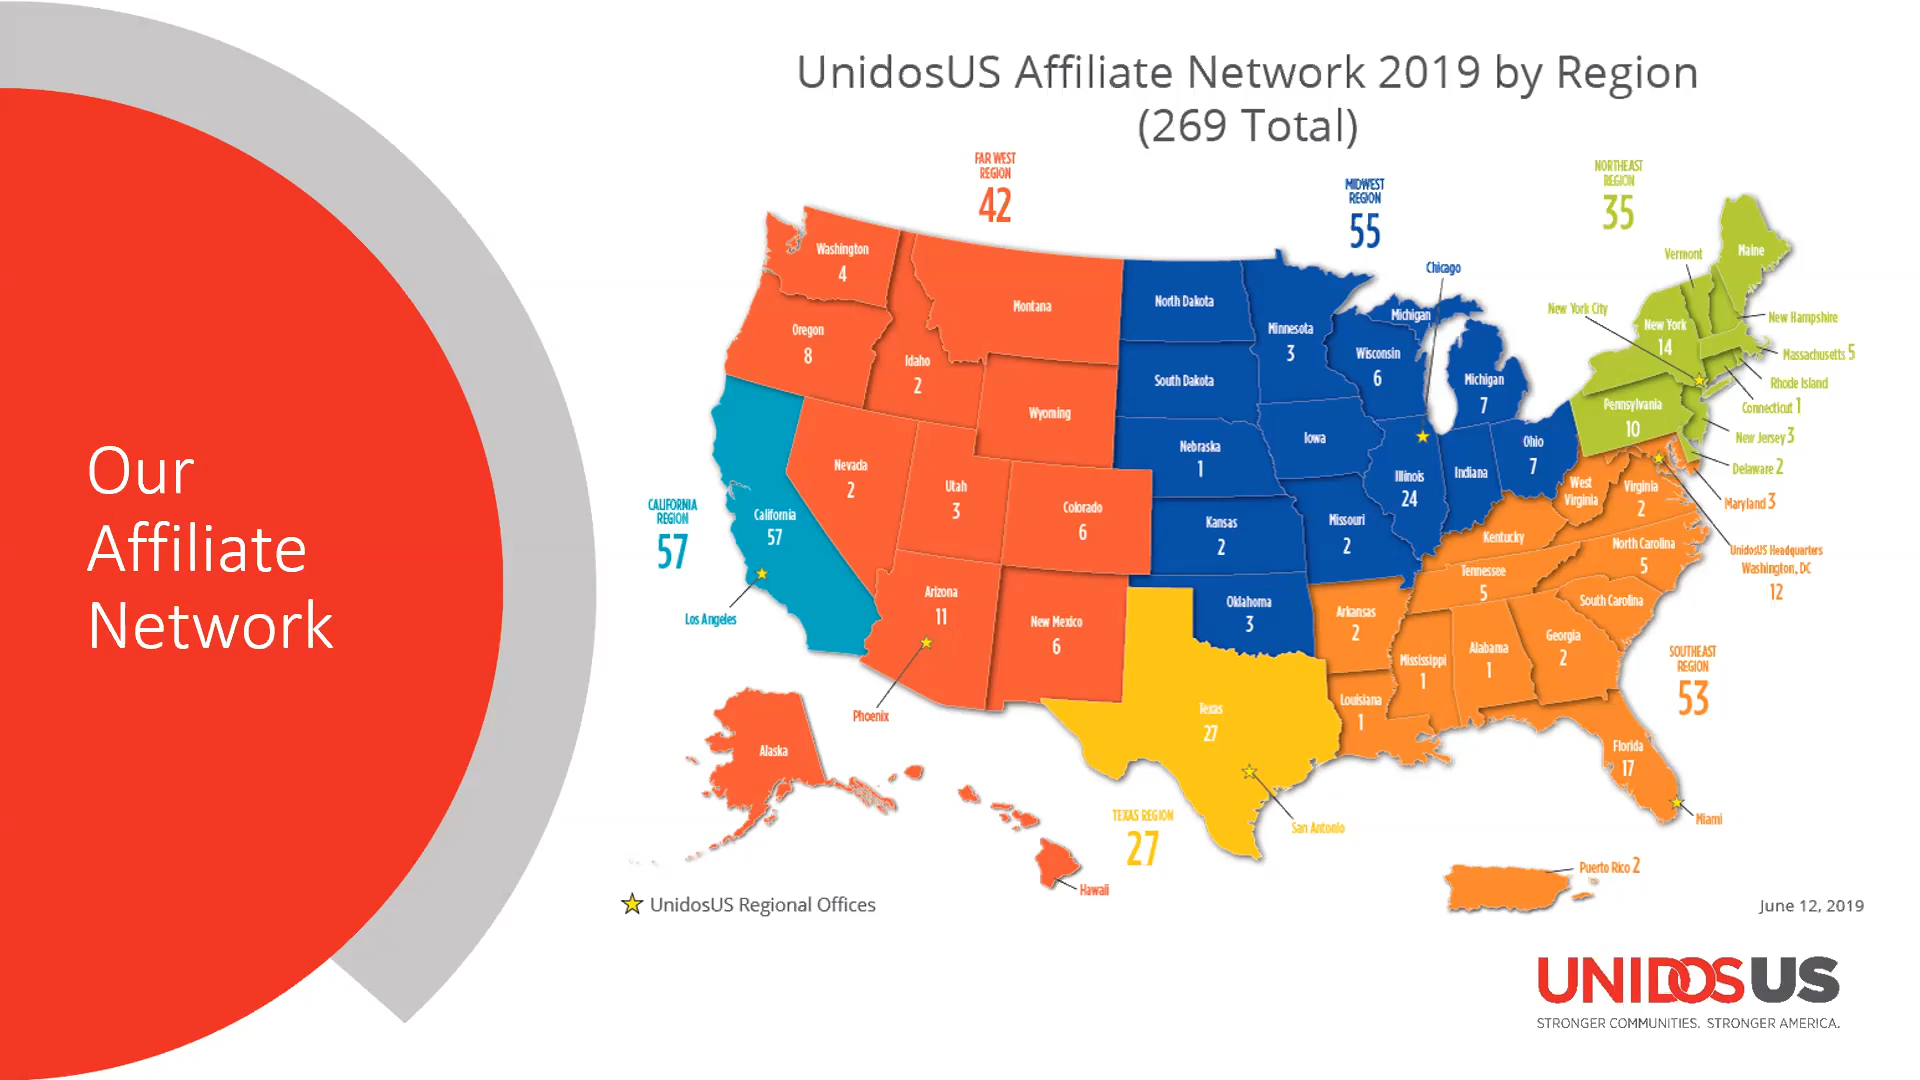 UnidosUS Affiliate Network 2019 by Region
(269 Total)
Our
Affiliate
Network
FAR WEST
REGION
42
MIDWEST
REGION
55
NORTHEAST
REGION
35
CALIFORNIA
REGION
57
TEXAS REGION
27
SOUTHEAST
REGION
53
Washington
4
Oregon
8
Idaho
2
Montana
Wyoming
Nevada
2
Utah
3
Colorado
6
Arizona
11
New Mexico
6
Phoenix
Alaska
Hawaii
California
57
Los Angeles
North Dakota
South Dakota
Nebraska
1
Kansas
2
Oklahoma
3
Minnesota
3
Iowa
Missouri
2
Wisconsin
6
Illinois
24
Chicago
Michigan
Michigan
7
Indiana
Ohio
7
Texas
27
San Antonio
Maine
Vermont
New Hampshire
New York City
New York
14
Massachusetts 5
Rhode Island
Connecticut 1
Pennsylvania
10
New Jersey 3
Delaware 2
Maryland 3
West
Virginia
Virginia
2
UnidosUS Headquarters
Washington, DC
12
Kentucky
North Carolina
5
Tennessee
5
South Carolina
Arkansas
2
Mississippi
1
Alabama
1
Georgia
2
Louisiana
1
Florida
17
Miami
Puerto Rico 2
UnidosUS Regional Offices
June 12, 2019
UNIDOSUS
STRONGER COMMUNITIES. STRONGER AMERICA.